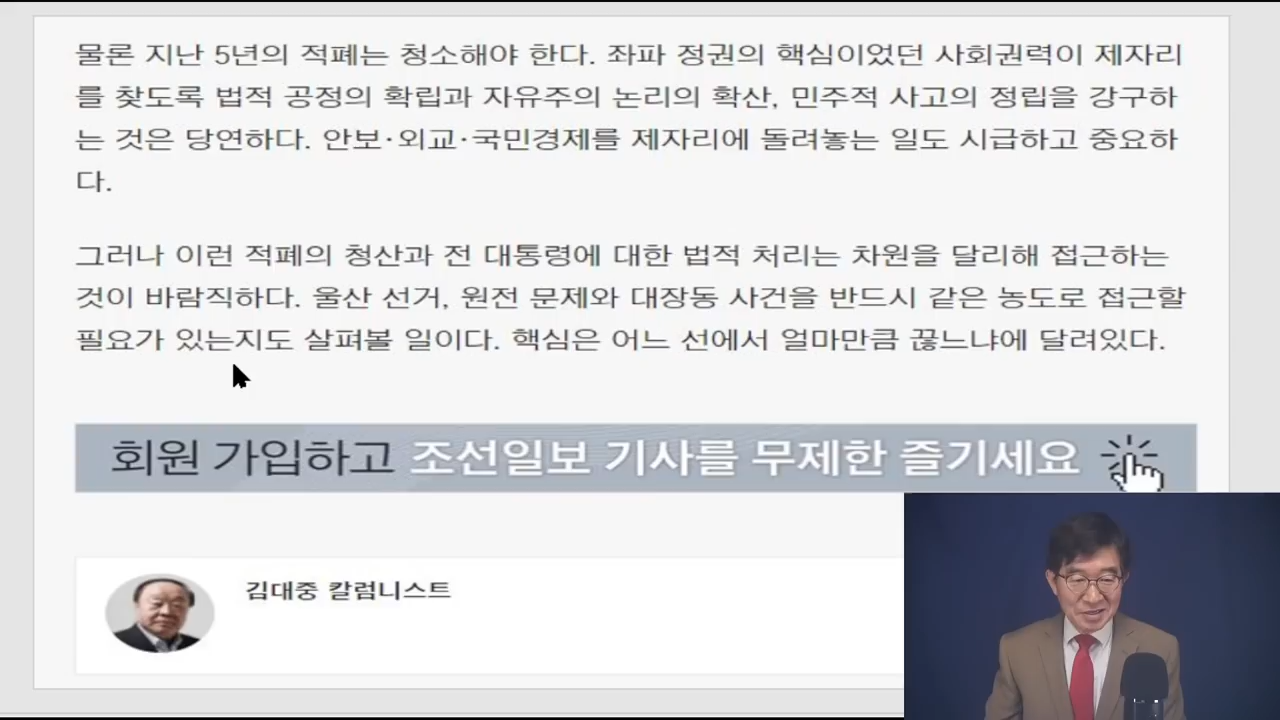 물론 지난 5년의 적폐는 청소해야 한다. 좌파 정권의 핵심이었던 사회권력이 제자리
를 찾도록 법적 공정의 확립과 자유주의 논리의 확산, 민주적 사고의 정립을 강구하
는 것은 당연하다. 안보·외교·국민경제를 제자리에 돌려놓는 일도 시급하고 중요하
다.
그러나 이런 적폐의 청산과 전 대통령에 대한 법적 처리는 차원을 달리해 접근하는
것이 바람직하다. 울산 선거, 원전 문제와 대장동 사건을 반드시 같은 농도로 접근할
필요가 있는지도 살펴볼 일이다. 핵심은 어느 선에서 얼마만큼 끊느냐에 달려있다.
회원 가입하고 조선일보 기사를 무제한 즐기세요
김대중 칼럼니스트